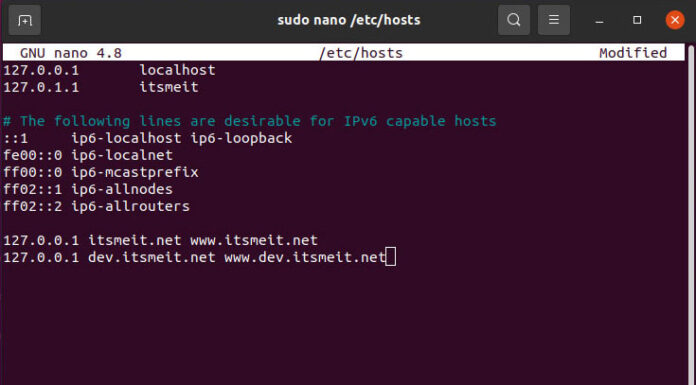 sudo nano /etc/hosts
GNU nano 4.8 /etc/hosts Modified
127.0.0.1 localhost
127.0.1.1 itsmeit
# The following lines are desirable for IPv6 capable hosts
::1 ip6-localhost ip6-loopback
fe00::0 ip6-localnet
ff00::0 ip6-mcastprefix
ff02::1 ip6-allnodes
ff02::2 ip6-allrouters
127.0.0.1 itsmeit.net www.itsmeit.net
127.0.0.1 dev.itsmeit.net www.dev.itsmeit.net